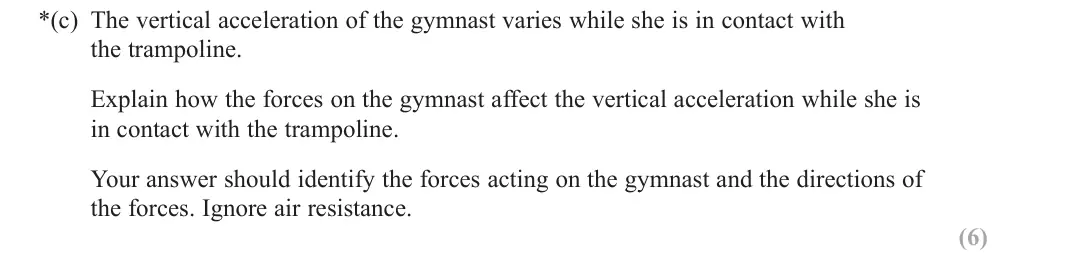 *(c) The vertical acceleration of the gymnast varies while she is in contact with
the trampoline.
Explain how the forces on the gymnast affect the vertical acceleration while she is
in contact with the trampoline.
Your answer should identify the forces acting on the gymnast and the directions of
the forces. Ignore air resistance.
(6)